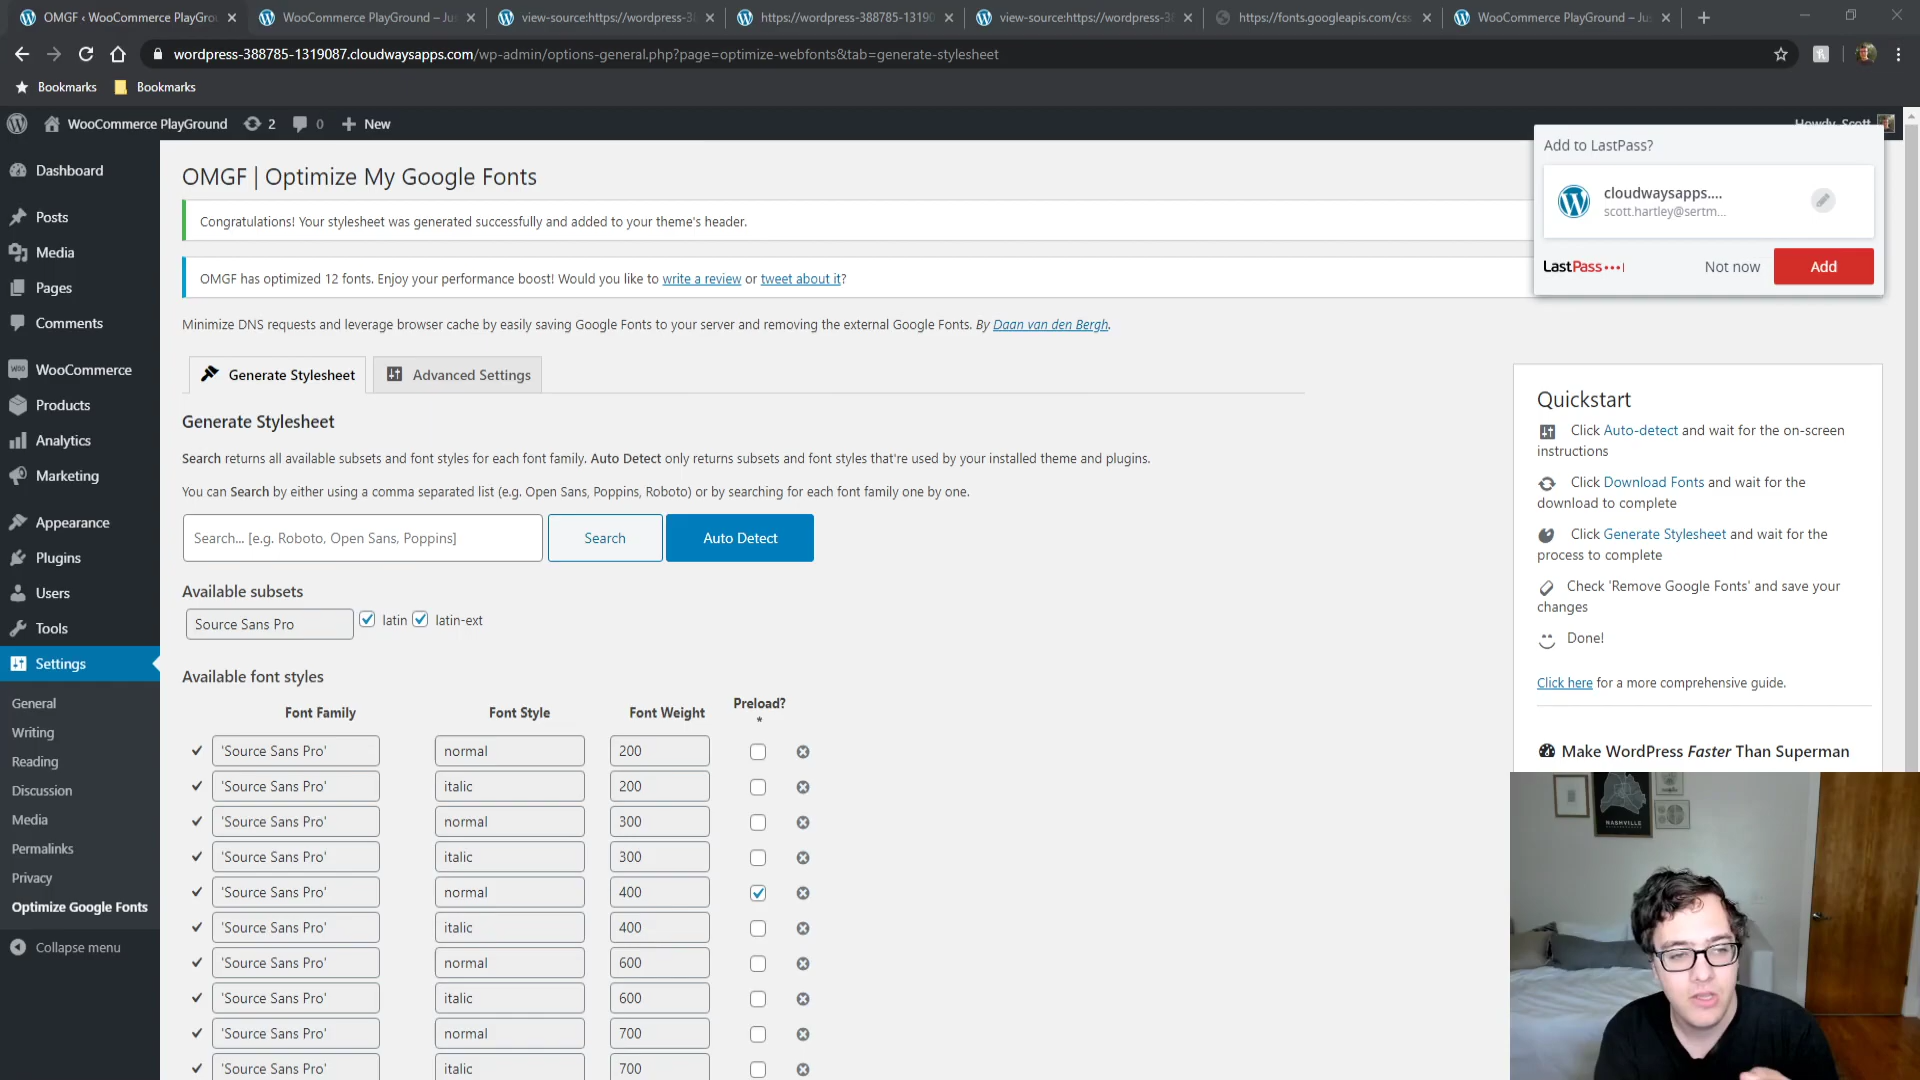 OMGF ‹ WooCommerce PlayGrou
WooCommerce PlayGround – Jus
view-source:https://wordpress-3
https://wordpress-388785-13190
view-source:https://wordpress-3
https://fonts.googleapis.com/css
WooCommerce PlayGround – Jus
wordpress-388785-1319087.cloudwaysapps.com/wp-admin/options-general.php?page=optimize-webfonts&tab=generate-stylesheet
Bookmarks
Bookmarks
WooCommerce PlayGround
2
0
New
Howdy, Scott
Add to LastPass?
cloudwaysapps....
scott.hartley@sertm...
LastPass
Not now
Add
Dashboard
Posts
Media
Pages
Comments
WooCommerce
Products
Analytics
Marketing
Appearance
Plugins
Users
Tools
Settings
General
Writing
Reading
Discussion
Media
Permalinks
Privacy
Optimize Google Fonts
Collapse menu
OMGF | Optimize My Google Fonts
Congratulations! Your stylesheet was generated successfully and added to your theme's header.
OMGF has optimized 12 fonts. Enjoy your performance boost! Would you like to write a review or tweet about it?
Minimize DNS requests and leverage browser cache by easily saving Google Fonts to your server and removing the external Google Fonts. By Daan van den Bergh.
Generate Stylesheet
Advanced Settings
Generate Stylesheet
Search returns all available subsets and font styles for each font family. Auto Detect only returns subsets and font styles that're used by your installed theme and plugins.
You can Search by either using a comma separated list (e.g. Open Sans, Poppins, Roboto) or by searching for each font family one by one.
Search... [e.g. Roboto, Open Sans, Poppins]
Search
Auto Detect
Available subsets
Source Sans Pro
latin
latin-ext
Available font styles
Font Family
Font Style
Font Weight
Preload?
*
'Source Sans Pro' normal 200
'Source Sans Pro' italic 200
'Source Sans Pro' normal 300
'Source Sans Pro' italic 300
'Source Sans Pro' normal 400
'Source Sans Pro' italic 400
'Source Sans Pro' normal 600
'Source Sans Pro' italic 600
'Source Sans Pro' normal 700
'Source Sans Pro' italic 700
Quickstart
Click Auto-detect and wait for the on-screen
instructions
Click Download Fonts and wait for the
download to complete
Click Generate Stylesheet and wait for the
process to complete
Check 'Remove Google Fonts' and save your
changes
Done!
Click here for a more comprehensive guide.
Make WordPress Faster Than Superman
NASHVILLE